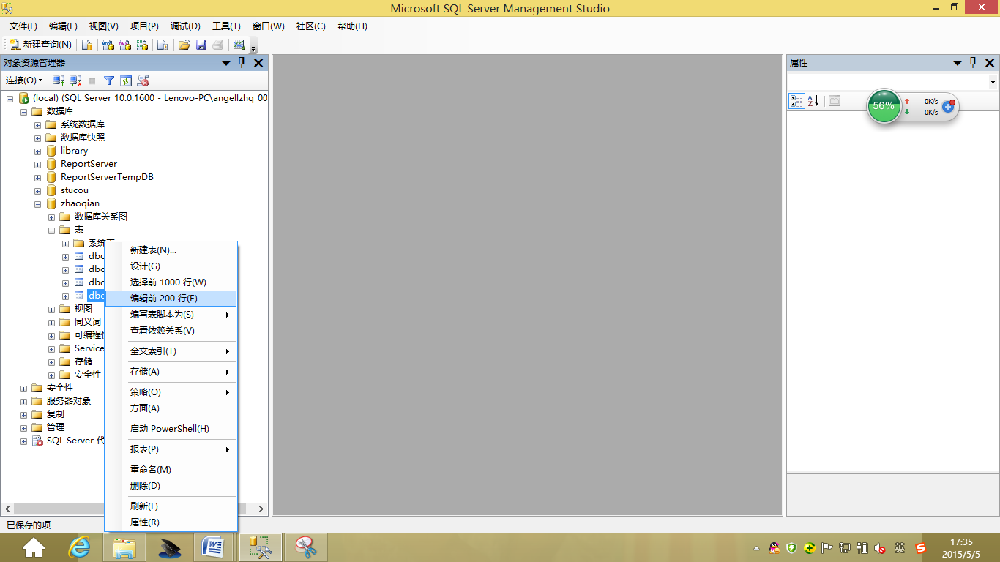 Microsoft SQL Server Management Studio
文件(F) 编辑(E) 视图(V) 项目(P) 调试(D) 工具(T) 窗口(W) 社区(C) 帮助(H)
新建查询(N)
对象资源管理器
连接(O)
(local) (SQL Server 10.0.1600 - Lenovo-PC\angellzhq_00
数据库
系统数据库
数据库快照
library
ReportServer
ReportServerTempDB
stucou
zhaoqian
数据库关系图
表
系统表
dbo
dbo
dbo
dbo
视图
同义词
可编程性
Service
存储
安全性
安全性
服务器对象
复制
管理
SQL Server 代
新建表(N)...
设计(G)
选择前 1000 行(W)
编辑前 200 行(E)
编写表脚本为(S)
查看依赖关系(V)
全文索引(T)
存储(A)
策略(O)
方面(A)
启动 PowerShell(H)
报表(P)
重命名(M)
删除(D)
刷新(F)
属性(R)
属性
56%
0K/s
0K/s
已保存的项
英
17:35
2015/5/5